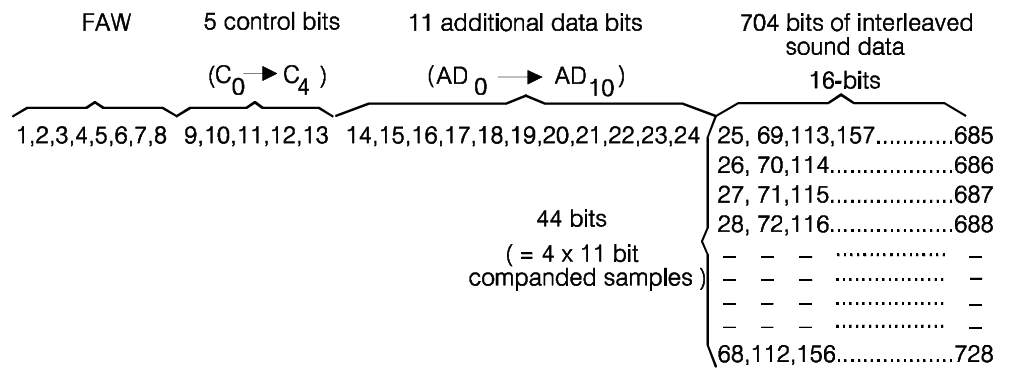 FAW 5 control bits 11 additional data bits 704 bits of interleaved
sound data
(C0 → C4 ) (AD 0 → AD10) 16-bits
1,2,3,4,5,6,7,8 9,10,11,12,13 14,15,16,17,18,19,20,21,22,23,24 25, 69,113,157............685
26, 70,114.....................686
27, 71,115.....................687
44 bits 28, 72,116.....................688
( = 4 x 11 bit – – – .................. –
companded samples ) – – – .................. –
– – – .................. –
– – – .................. –
68,112,156....................728